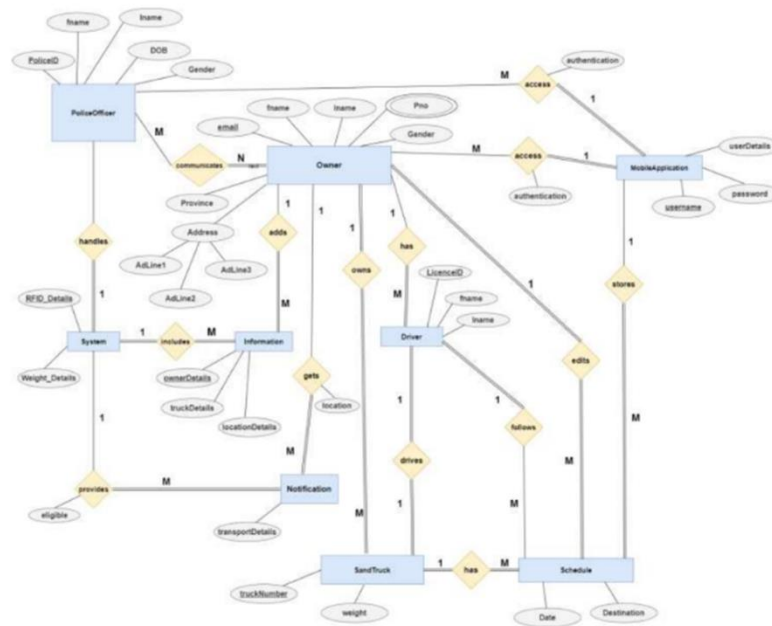 fname
lname
PoliceID
DOB
Gender
PoliceOfficer
M
access
authentication
1
fname
lname
Pno
email
Gender
M
communicates
N
Owner
M
access
1
MobileApplication
userDetails
password
username
authentication
Province
Address
AdLine1
AdLine2
AdLine3
1
adds
M
1
1
owns
1
has
M
LicenceID
fname
lname
Driver
1
stores
handles
1
RFID_Details
System
Weight_Details
1
includes
M
Information
ownerDetails
truckDetails
locationDetails
gets
location
1
edits
1
1
follows
M
1
provides
eligible
M
M
Notification
transportDetails
drives
1
M
M
M
SandTruck
truckNumber
weight
1
has
M
Schedule
Date
Destination